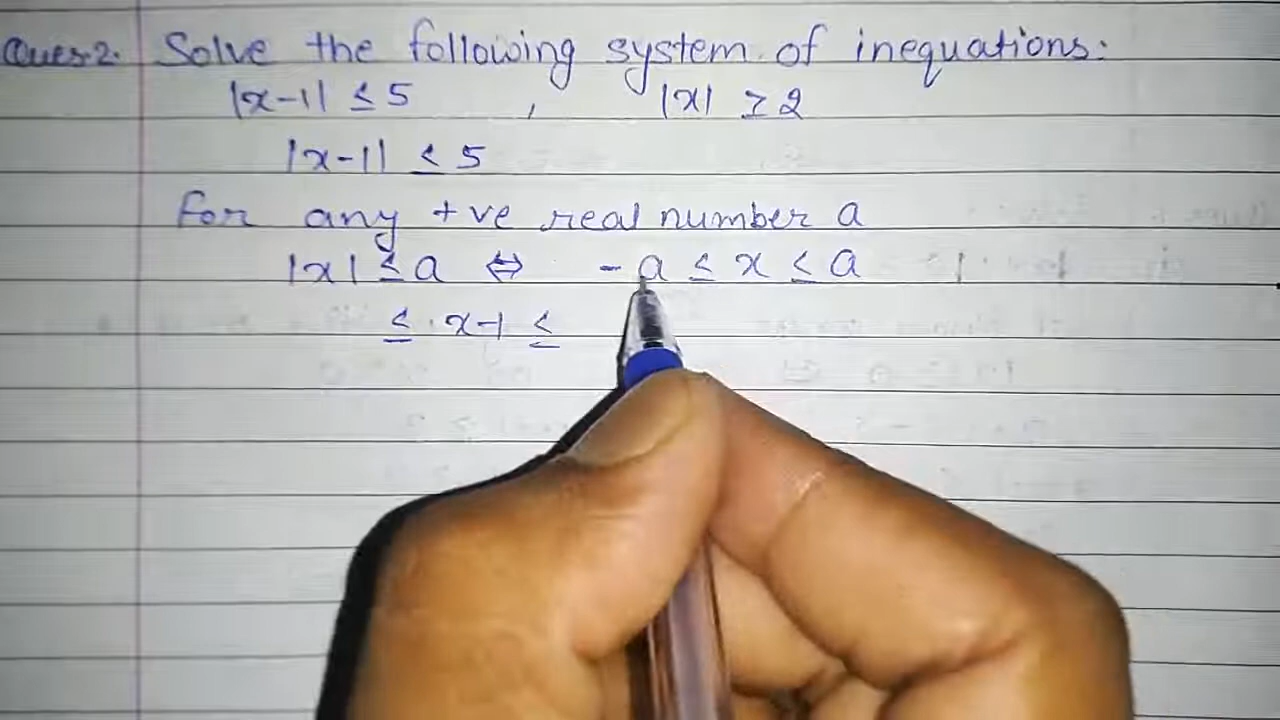 Ques.2. Solve the following system of inequations:
|x-1| ≤ 5 , |x| ≥ 2
|x-1| ≤ 5
For any +ve real number a
|x| ≤ a ⇔ -a ≤ x ≤ a
≤ x-1 ≤